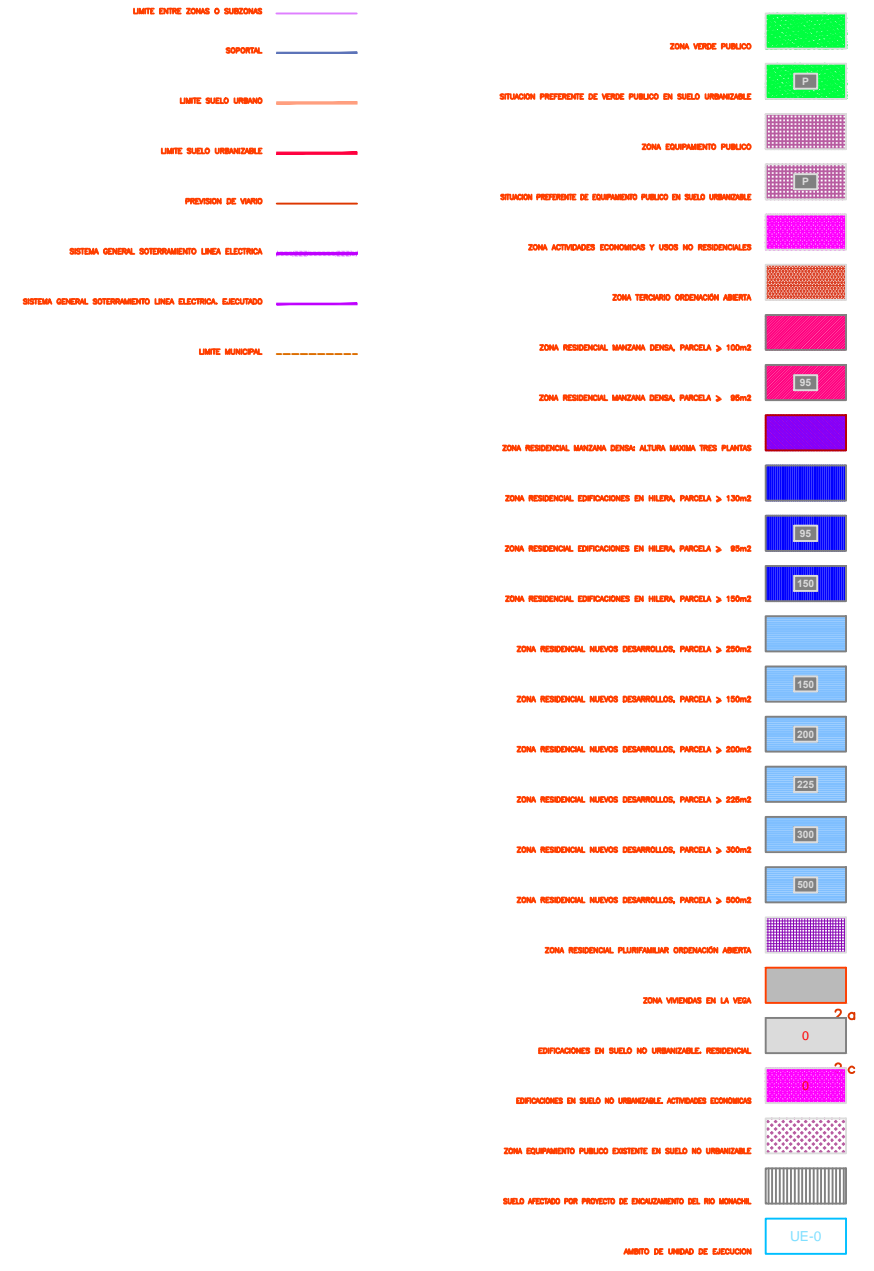 LIMITE ENTRE ZONAS O SUBZONAS
SOPORTAL
LIMITE SUELO URBANO
LIMITE SUELO URBANIZABLE
PREVISION DE VIARIO
SISTEMA GENERAL SOTERRAMIENTO LINEA ELECTRICA
SISTEMA GENERAL SOTERRAMIENTO LINEA ELECTRICA. EJECUTADO
LIMITE MUNICIPAL
ZONA VERDE PUBLICO
SITUACION PREFERENTE DE VERDE PUBLICO EN SUELO URBANIZABLE P
ZONA EQUIPAMIENTO PUBLICO
SITUACION PREFERENTE DE EQUIPAMIENTO PUBLICO EN SUELO URBANIZABLE P
ZONA ACTIVIDADES ECONOMICAS Y USOS NO RESIDENCIALES
ZONA TERCIARIO ORDENACIÓN ABIERTA
ZONA RESIDENCIAL MANZANA DENSA, PARCELA ≥ 100m2
ZONA RESIDENCIAL MANZANA DENSA, PARCELA ≥ 95m2 95
ZONA RESIDENCIAL MANZANA DENSA: ALTURA MAXIMA TRES PLANTAS
ZONA RESIDENCIAL EDIFICACIONES EN HILERA, PARCELA ≥ 130m2
ZONA RESIDENCIAL EDIFICACIONES EN HILERA, PARCELA ≥ 95m2 95
ZONA RESIDENCIAL EDIFICACIONES EN HILERA, PARCELA ≥ 150m2 150
ZONA RESIDENCIAL NUEVOS DESARROLLOS, PARCELA ≥ 250m2
ZONA RESIDENCIAL NUEVOS DESARROLLOS, PARCELA ≥ 150m2 150
ZONA RESIDENCIAL NUEVOS DESARROLLOS, PARCELA ≥ 200m2 200
ZONA RESIDENCIAL NUEVOS DESARROLLOS, PARCELA ≥ 225m2 225
ZONA RESIDENCIAL NUEVOS DESARROLLOS, PARCELA ≥ 300m2 300
ZONA RESIDENCIAL NUEVOS DESARROLLOS, PARCELA ≥ 500m2 500
ZONA RESIDENCIAL PLURIFAMILIAR ORDENACIÓN ABIERTA
ZONA VIVIENDAS EN LA VEGA
2 a
EDIFICACIONES EN SUELO NO URBANIZABLE. RESIDENCIAL 0
c
EDIFICACIONES EN SUELO NO URBANIZABLE. ACTIVIDADES ECONOMICAS 0
ZONA EQUIPAMIENTO PUBLICO EXISTENTE EN SUELO NO URBANIZABLE
SUELO AFECTADO POR PROYECTO DE ENCAUZAMIENTO DEL RIO MONACHIL
AMBITO DE UNIDAD DE EJECUCION UE-0